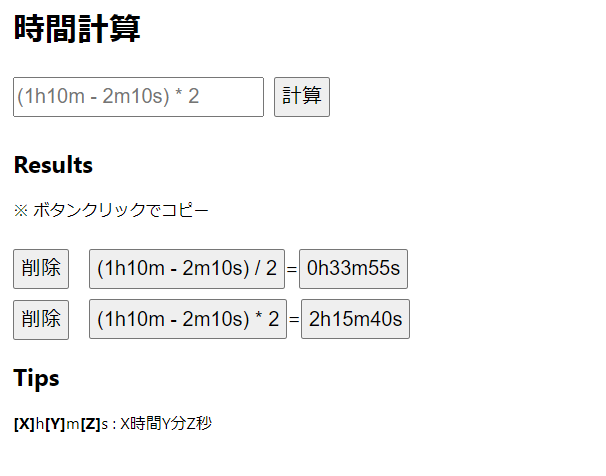 時間計算
(1h10m - 2m10s) * 2 計算
Results
※ ボタンクリックでコピー
削除 (1h10m - 2m10s) / 2 = 0h33m55s
削除 (1h10m - 2m10s) * 2 = 2h15m40s
Tips
[X]h[Y]m[Z]s : X時間Y分Z秒